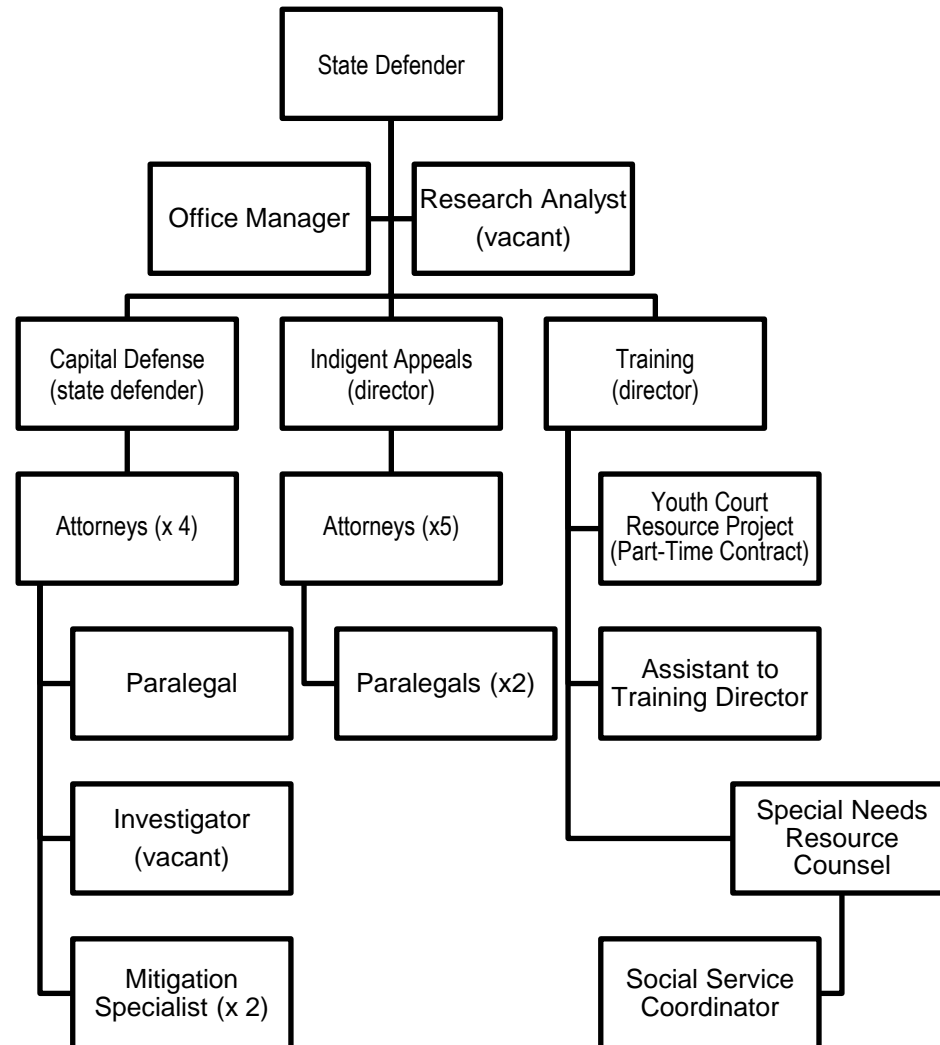 State Defender
Office Manager
Research Analyst
(vacant)
Capital Defense
(state defender)
Indigent Appeals
(director)
Training
(director)
Attorneys (x 4)
Attorneys (x5)
Youth Court
Resource Project
(Part-Time Contract)
Paralegal
Paralegals (x2)
Assistant to
Training Director
Investigator
(vacant)
Special Needs
Resource
Counsel
Mitigation
Specialist (x 2)
Social Service
Coordinator